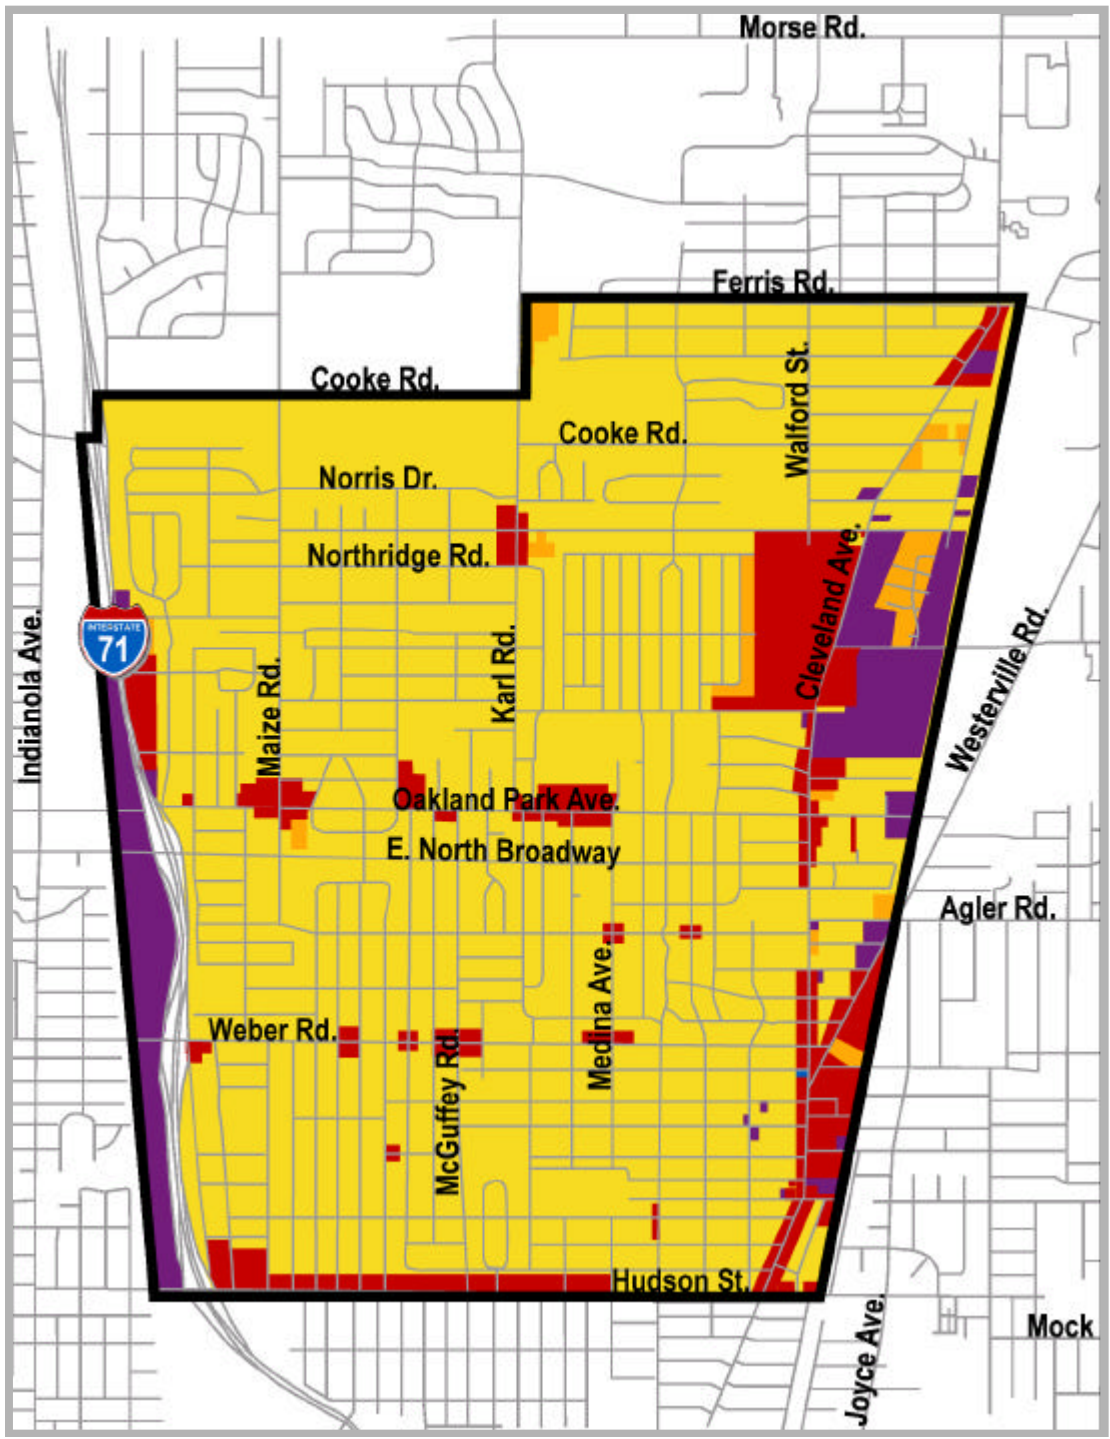 Morse Rd.
Ferris Rd.
Cooke Rd.
Cooke Rd.
Walford St.
Norris Dr.
Northridge Rd.
Cleveland Ave.
INTERSTATE
71
Indianola Ave.
Maize Rd.
Karl Rd.
Westerville Rd.
Oakland Park Ave.
E. North Broadway
Agler Rd.
Medina Ave.
Weber Rd.
McGuffey Rd.
Hudson St.
Joyce Ave.
Mock